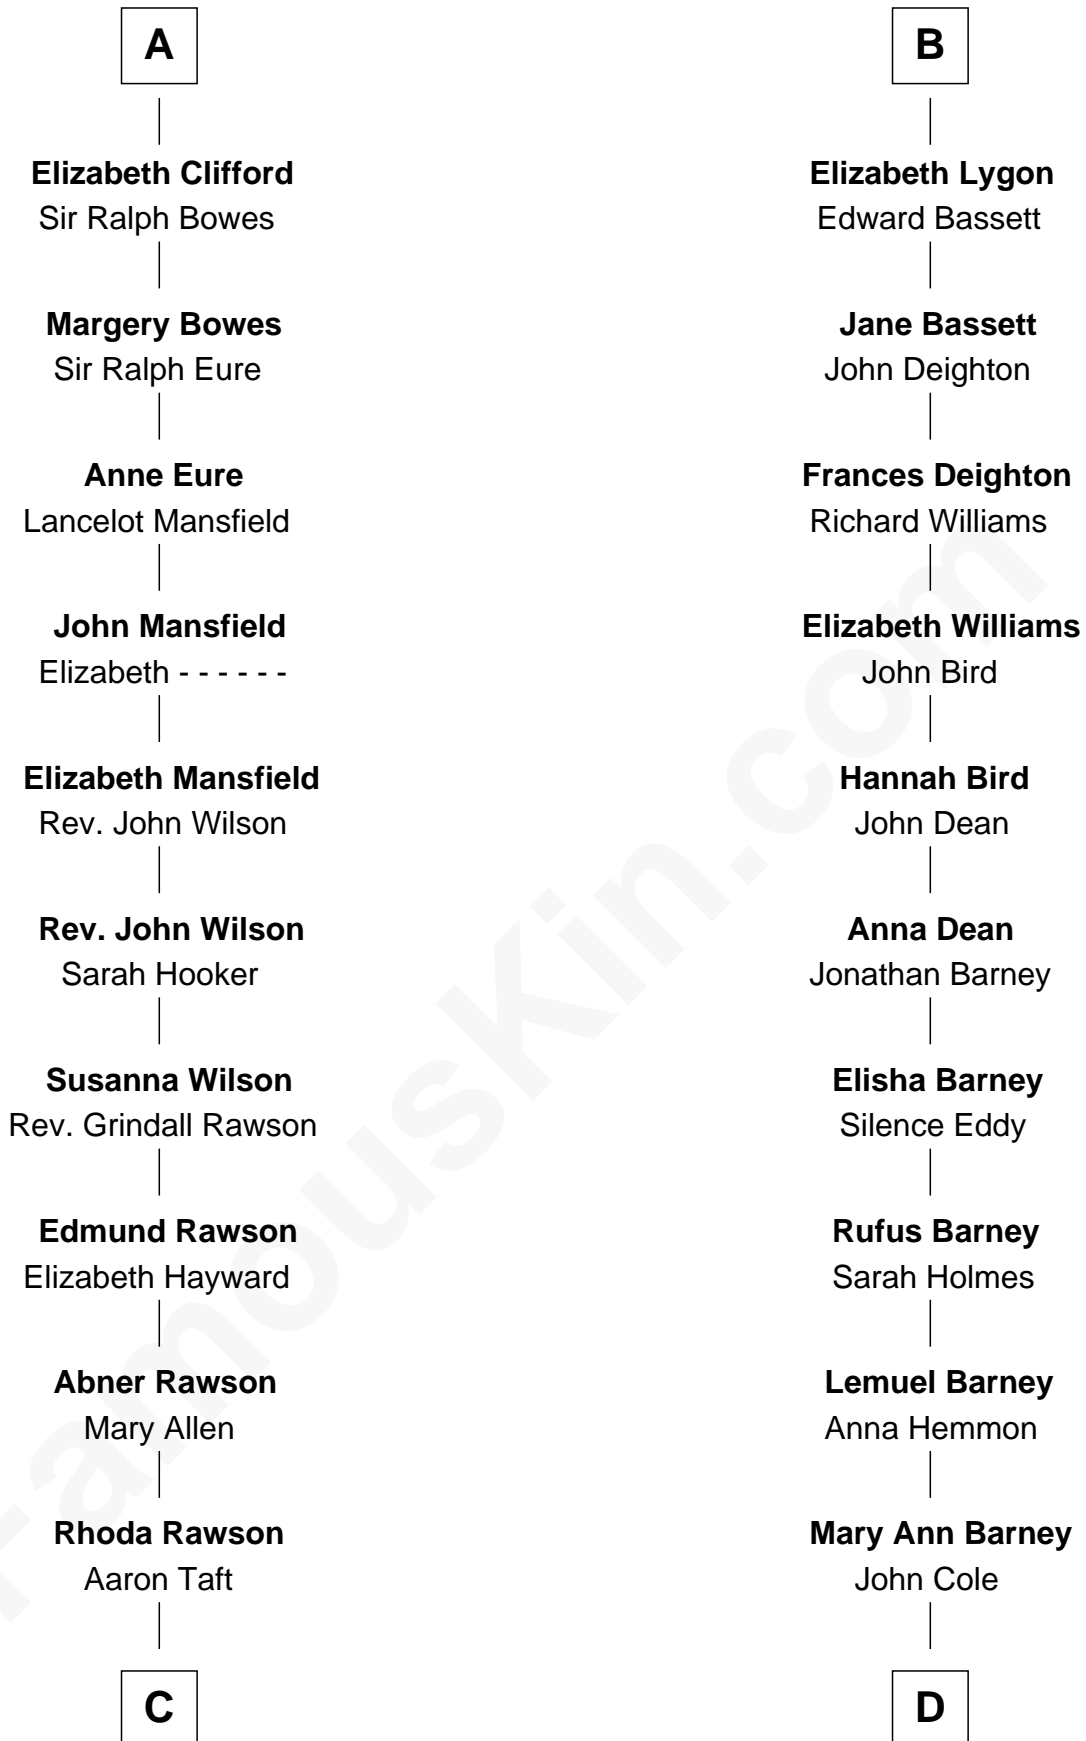 A
Elizabeth Clifford
Sir Ralph Bowes
Margery Bowes
Sir Ralph Eure
Anne Eure
Lancelot Mansfield
John Mansfield
Elizabeth - - - - - -
Elizabeth Mansfield
Rev. John Wilson
Rev. John Wilson
Sarah Hooker
Susanna Wilson
Rev. Grindall Rawson
Edmund Rawson
Elizabeth Hayward
Abner Rawson
Mary Allen
Rhoda Rawson
Aaron Taft
C
B
Elizabeth Lygon
Edward Bassett
Jane Bassett
John Deighton
Frances Deighton
Richard Williams
Elizabeth Williams
John Bird
Hannah Bird
John Dean
Anna Dean
Jonathan Barney
Elisha Barney
Silence Eddy
Rufus Barney
Sarah Holmes
Lemuel Barney
Anna Hemmon
Mary Ann Barney
John Cole
D
FamousKin.com